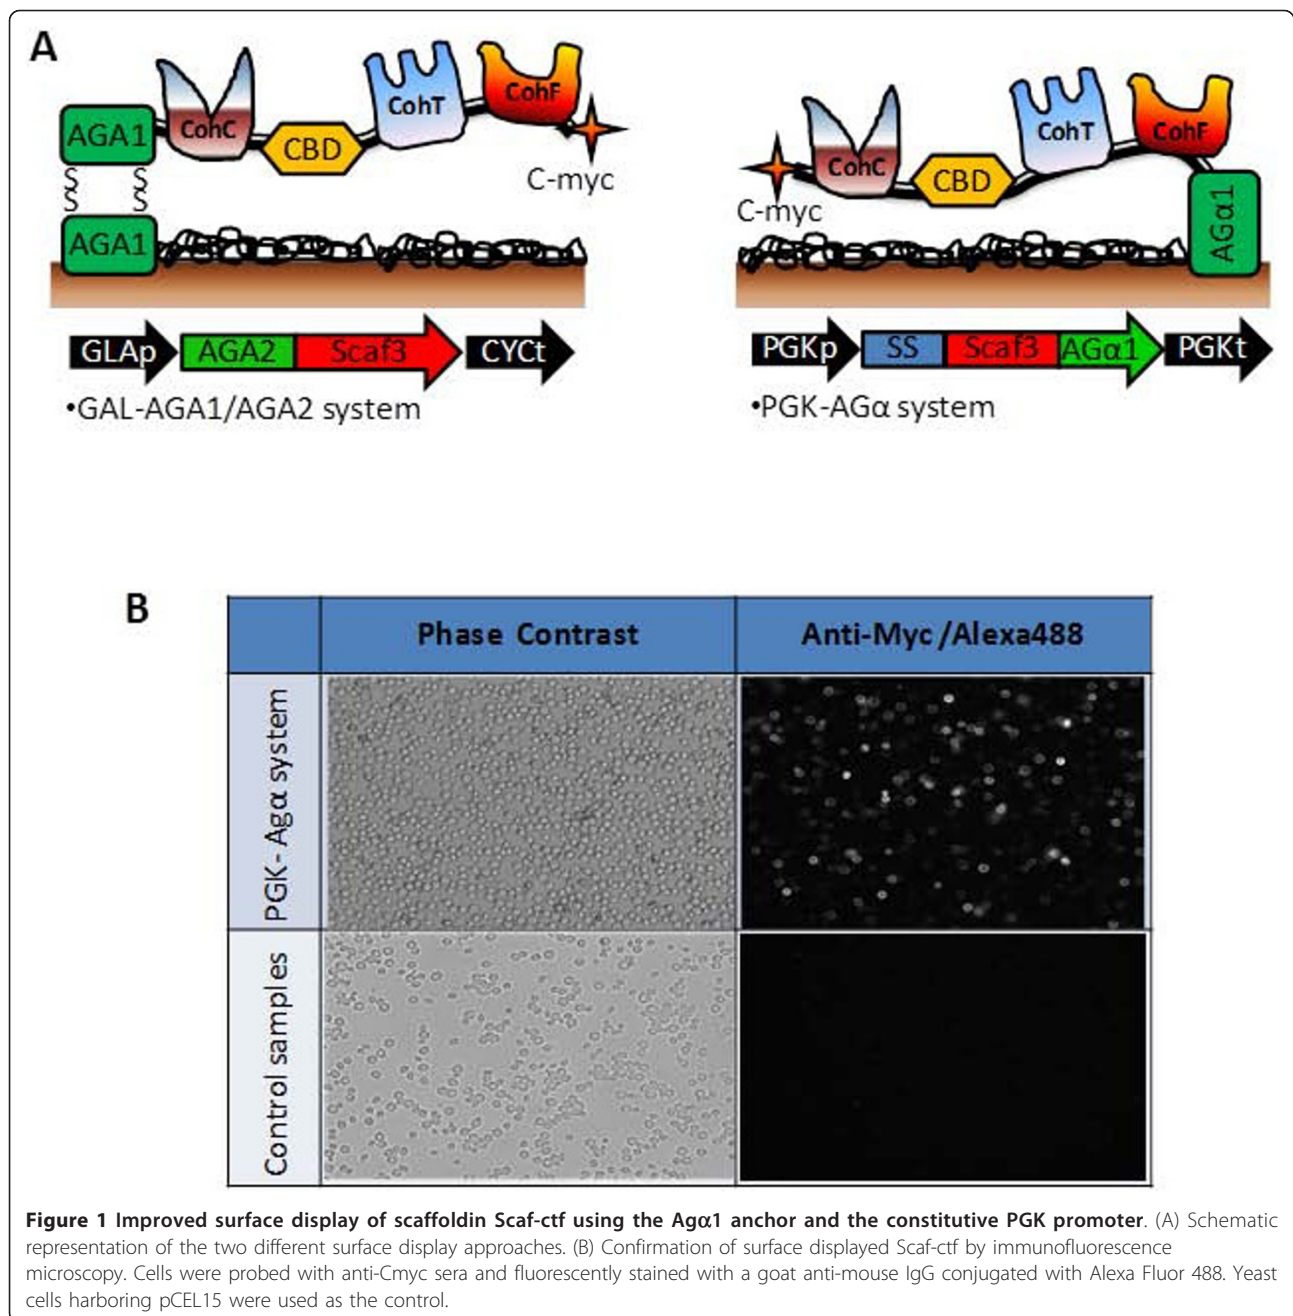 A
AGA1
CohC
CBD
CohT
CohF
C-myc
S S
S S
AGA1
GLAp
AGA2
Scaf3
CYCt
•GAL-AGA1/AGA2 system
C-myc
CohC
CBD
CohT
CohF
AGα1
PGKp
SS
Scaf3
AGα1
PGKt
•PGK-AGα system
B
Phase Contrast
Anti-Myc/Alexa488
PGK- Agα system
Control samples
Figure 1 Improved surface display of scaffoldin Scaf-ctf using the Agα1 anchor and the constitutive PGK promoter. (A) Schematic
representation of the two different surface display approaches. (B) Confirmation of surface displayed Scaf-ctf by immunofluorescence
microscopy. Cells were probed with anti-Cmyc sera and fluorescently stained with a goat anti-mouse IgG conjugated with Alexa Fluor 488. Yeast
cells harboring pCEL15 were used as the control.